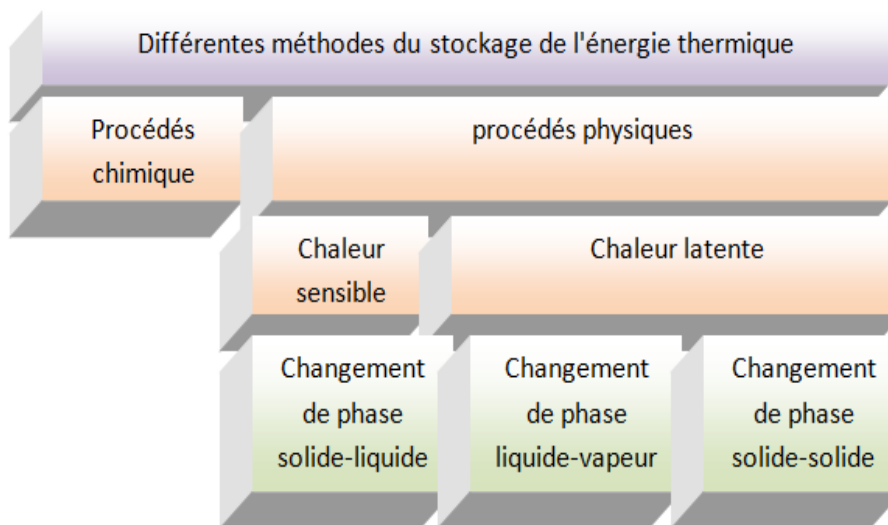 Différentes méthodes du stockage de l'énergie thermique
Procédés
chimique
procédés physiques
Chaleur
sensible
Chaleur latente
Changement
de phase
solide-liquide
Changement
de phase
liquide-vapeur
Changement
de phase
solide-solide